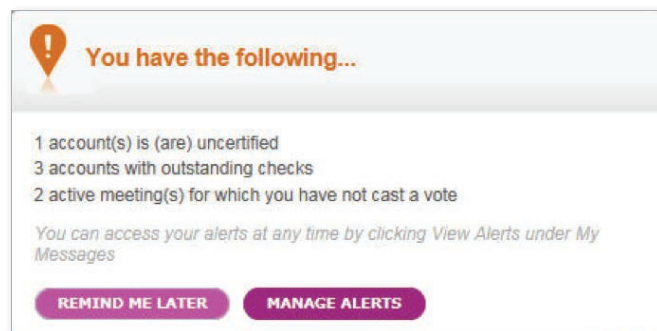 You have the following...
1 account(s) is (are) uncertified
3 accounts with outstanding checks
2 active meeting(s) for which you have not cast a vote
You can access your alerts at any time by clicking View Alerts under My
Messages
REMIND ME LATER MANAGE ALERTS